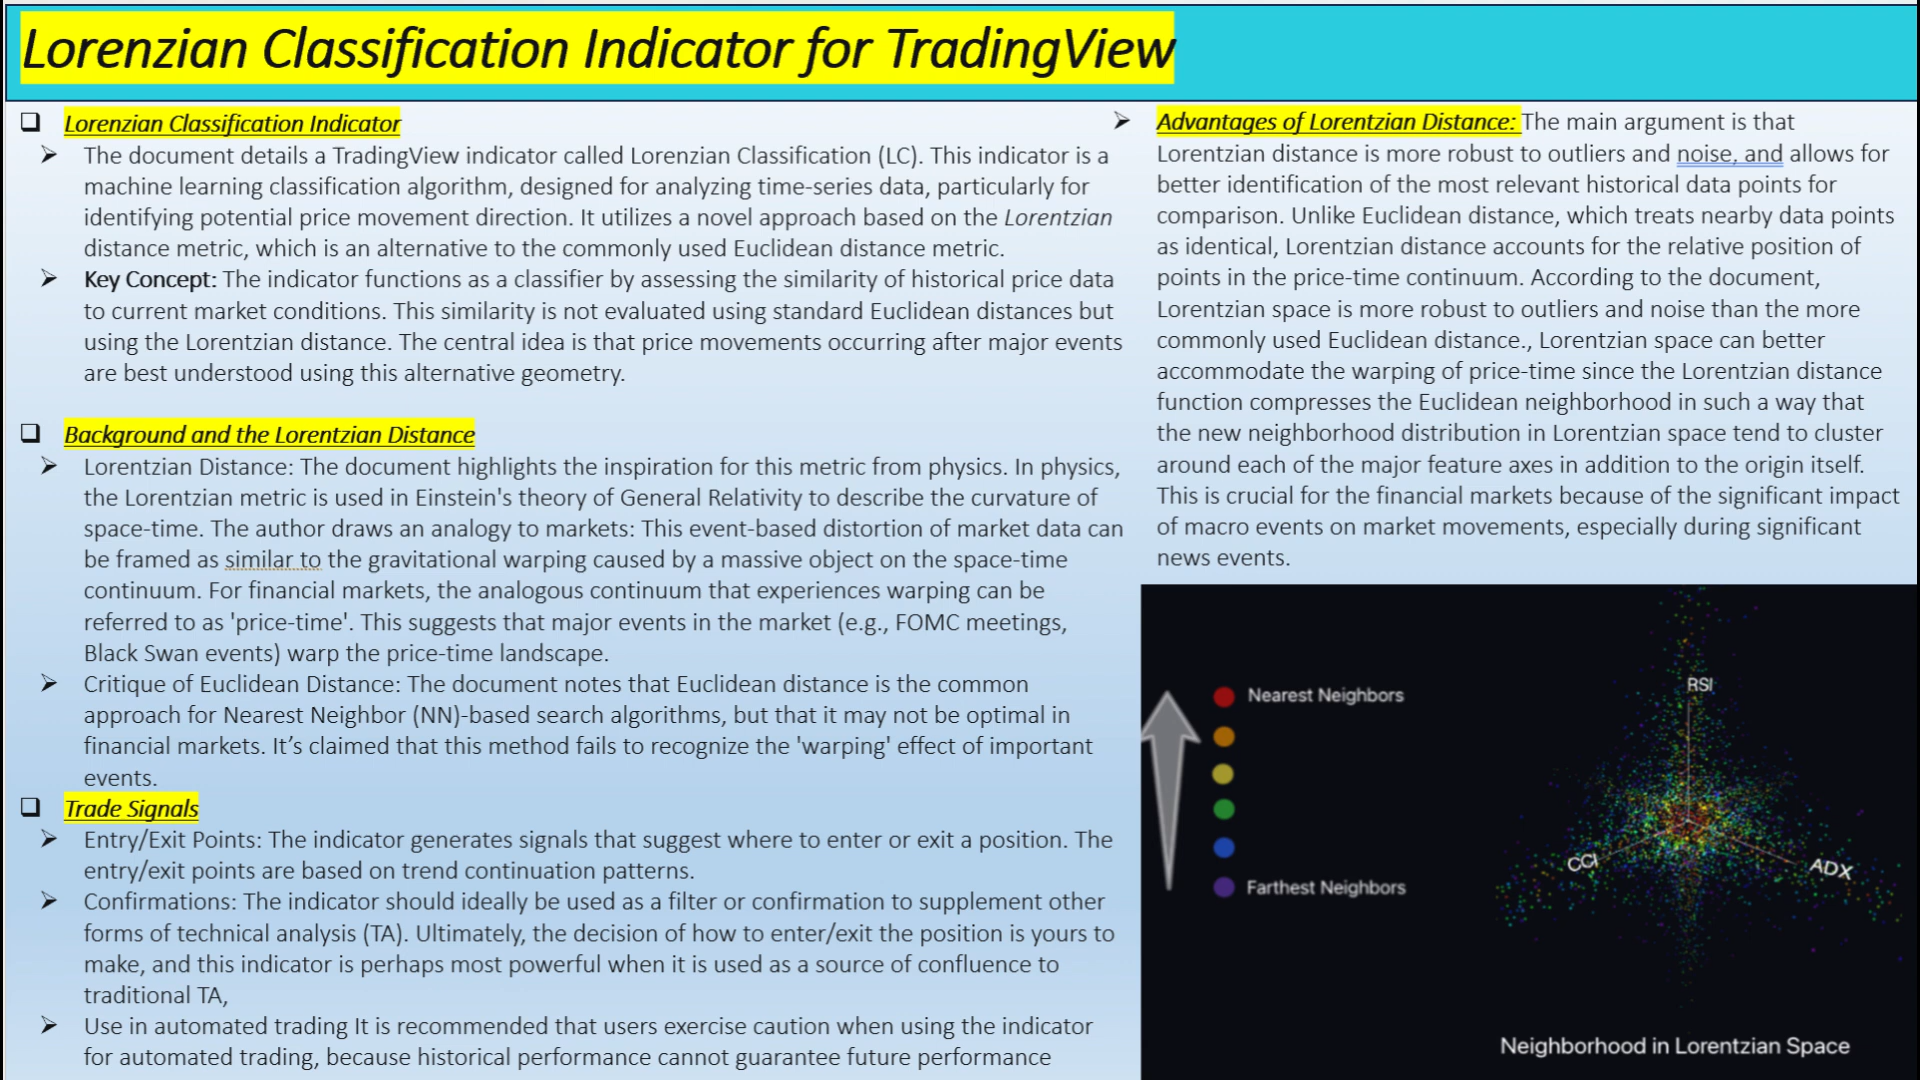 Lorenzian Classification Indicator for TradingView
Lorenzian Classification Indicator
The document details a TradingView indicator called Lorenzian Classification (LC). This indicator is a
machine learning classification algorithm, designed for analyzing time-series data, particularly for
identifying potential price movement direction. It utilizes a novel approach based on the Lorentzian
distance metric, which is an alternative to the commonly used Euclidean distance metric.
Key Concept: The indicator functions as a classifier by assessing the similarity of historical price data
to current market conditions. This similarity is not evaluated using standard Euclidean distances but
using the Lorentzian distance. The central idea is that price movements occurring after major events
are best understood using this alternative geometry.
Background and the Lorentzian Distance
Lorentzian Distance: The document highlights the inspiration for this metric from physics. In physics,
the Lorentzian metric is used in Einstein's theory of General Relativity to describe the curvature of
space-time. The author draws an analogy to markets: This event-based distortion of market data can
be framed as similar to the gravitational warping caused by a massive object on the space-time
continuum. For financial markets, the analogous continuum that experiences warping can be
referred to as 'price-time'. This suggests that major events in the market (e.g., FOMC meetings,
Black Swan events) warp the price-time landscape.
Critique of Euclidean Distance: The document notes that Euclidean distance is the common
approach for Nearest Neighbor (NN)-based search algorithms, but that it may not be optimal in
financial markets. It’s claimed that this method fails to recognize the 'warping' effect of important
events.
Trade Signals
Entry/Exit Points: The indicator generates signals that suggest where to enter or exit a position. The
entry/exit points are based on trend continuation patterns.
Confirmations: The indicator should ideally be used as a filter or confirmation to supplement other
forms of technical analysis (TA). Ultimately, the decision of how to enter/exit the position is yours to
make, and this indicator is perhaps most powerful when it is used as a source of confluence to
traditional TA,
Use in automated trading It is recommended that users exercise caution when using the indicator
for automated trading, because historical performance cannot guarantee future performance
Advantages of Lorentzian Distance: The main argument is that
Lorentzian distance is more robust to outliers and noise, and allows for
better identification of the most relevant historical data points for
comparison. Unlike Euclidean distance, which treats nearby data points
as identical, Lorentzian distance accounts for the relative position of
points in the price-time continuum. According to the document,
Lorentzian space is more robust to outliers and noise than the more
commonly used Euclidean distance., Lorentzian space can better
accommodate the warping of price-time since the Lorentzian distance
function compresses the Euclidean neighborhood in such a way that
the new neighborhood distribution in Lorentzian space tend to cluster
around each of the major feature axes in addition to the origin itself.
This is crucial for the financial markets because of the significant impact
of macro events on market movements, especially during significant
news events.
RSI
Nearest Neighbors
CCI
ADX
Farthest Neighbors
Neighborhood in Lorentzian Space